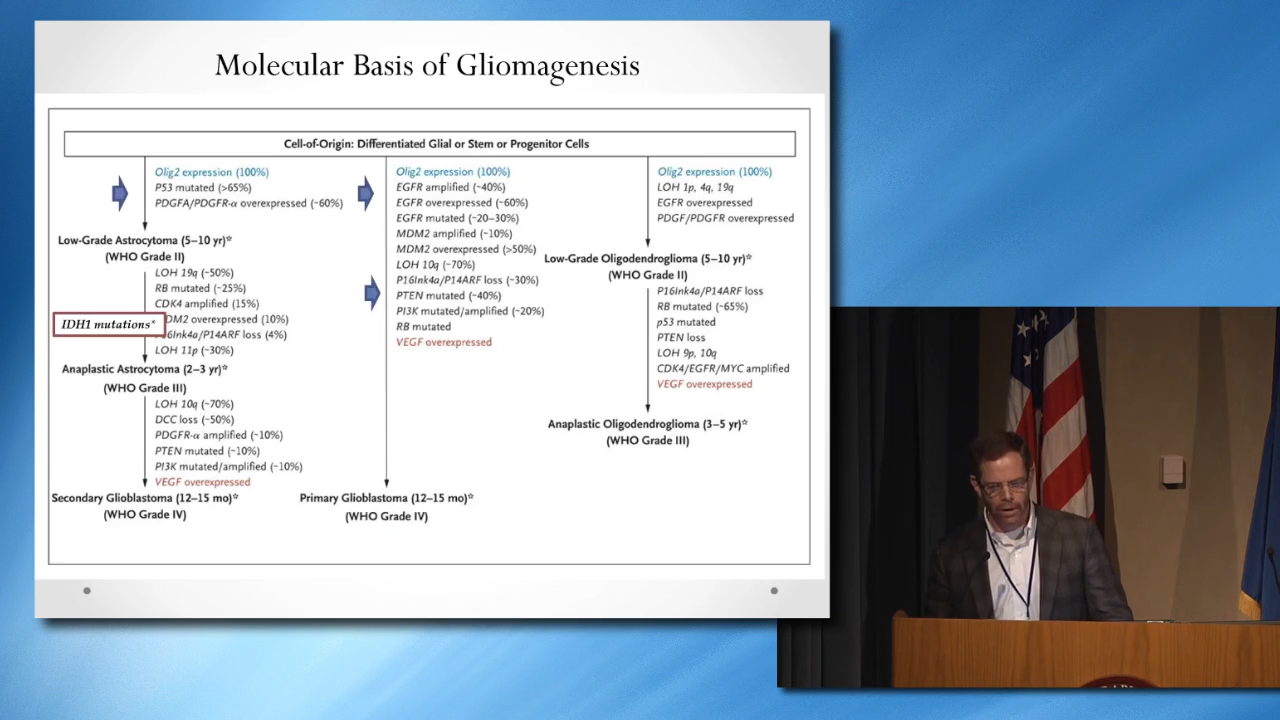 Molecular Basis of Gliomagenesis
Cell-of-Origin: Differentiated Glial or Stem or Progenitor Cells
Olig2 expression (100%)
P53 mutated (>65%)
PDGFA/PDGFR-α overexpressed (~60%)
Low-Grade Astrocytoma (5–10 yr)*
(WHO Grade II)
LOH 19q (~50%)
RB mutated (~25%)
CDK4 amplified (15%)
DM2 overexpressed (10%)
IDH1 mutations*
16Ink4a/P14ARF loss (4%)
LOH 11p (~30%)
Anaplastic Astrocytoma (2–3 yr)*
(WHO Grade III)
LOH 10q (~70%)
DCC loss (~50%)
PDGFR-α amplified (~10%)
PTEN mutated (~10%)
PI3K mutated/amplified (~10%)
VEGF overexpressed
Secondary Glioblastoma (12–15 mo)*
(WHO Grade IV)
Olig2 expression (100%)
EGFR amplified (~40%)
EGFR overexpressed (~60%)
EGFR mutated (~20–30%)
MDM2 amplified (~10%)
MDM2 overexpressed (>50%)
LOH 10q (~70%)
P16Ink4a/P14ARF loss (~30%)
PTEN mutated (~40%)
PI3K mutated/amplified (~20%)
RB mutated
VEGF overexpressed
Primary Glioblastoma (12–15 mo)*
(WHO Grade IV)
Olig2 expression (100%)
LOH 1p, 4q, 19q
EGFR overexpressed
PDGF/PDGFR overexpressed
Low-Grade Oligodendroglioma (5–10 yr)*
(WHO Grade II)
P16Ink4a/P14ARF loss
RB mutated (~65%)
p53 mutated
PTEN loss
LOH 9p, 10q
CDK4/EGFR/MYC amplified
VEGF overexpressed
Anaplastic Oligodendroglioma (3–5 yr)*
(WHO Grade III)